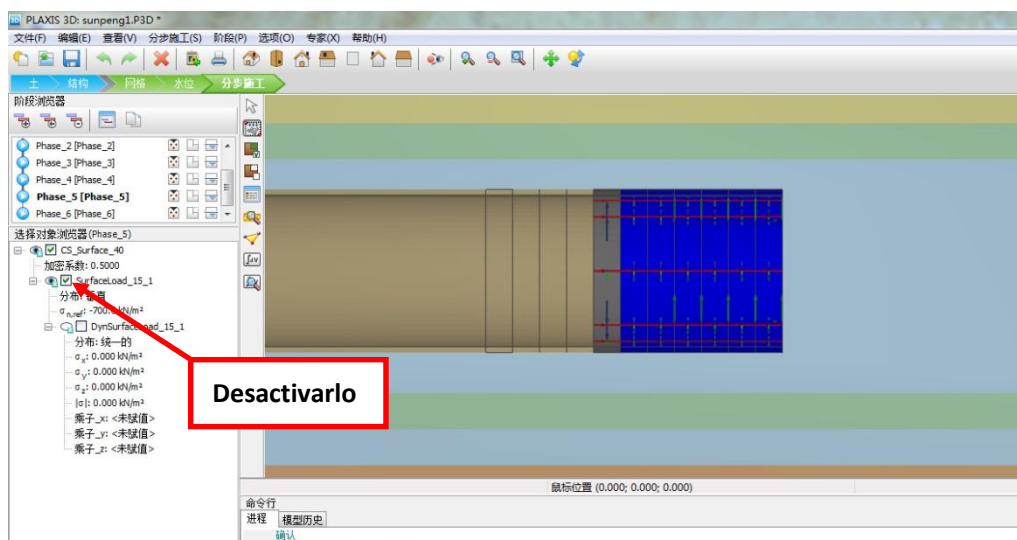 PLAXIS 3D: sunpeng1.P3D *
文件(F) 编辑(E) 查看(V) 分步施工(S) 阶段(P) 选项(O) 专家(X) 帮助(H)
土 结构 网格 水位 分步施工
阶段浏览器
Phase_2 [Phase_2]
Phase_3 [Phase_3]
Phase_4 [Phase_4]
Phase_5 [Phase_5]
Phase_6 [Phase_6]
选择对象浏览器(Phase_5)
CS_Surface_40
加密系数: 0.5000
SurfaceLoad_15_1
分布: 垂直
σn,ref: -700.0 kN/m²
DynSurfaceLoad_15_1
分布: 统一的
σx: 0.000 kN/m²
σy: 0.000 kN/m²
σz: 0.000 kN/m²
|σ|: 0.000 kN/m²
乘子_x: <未赋值>
乘子_y: <未赋值>
乘子_z: <未赋值>
Desactivarlo
鼠标位置 (0.000; 0.000; 0.000)
命令行
进程 模型历史
确认